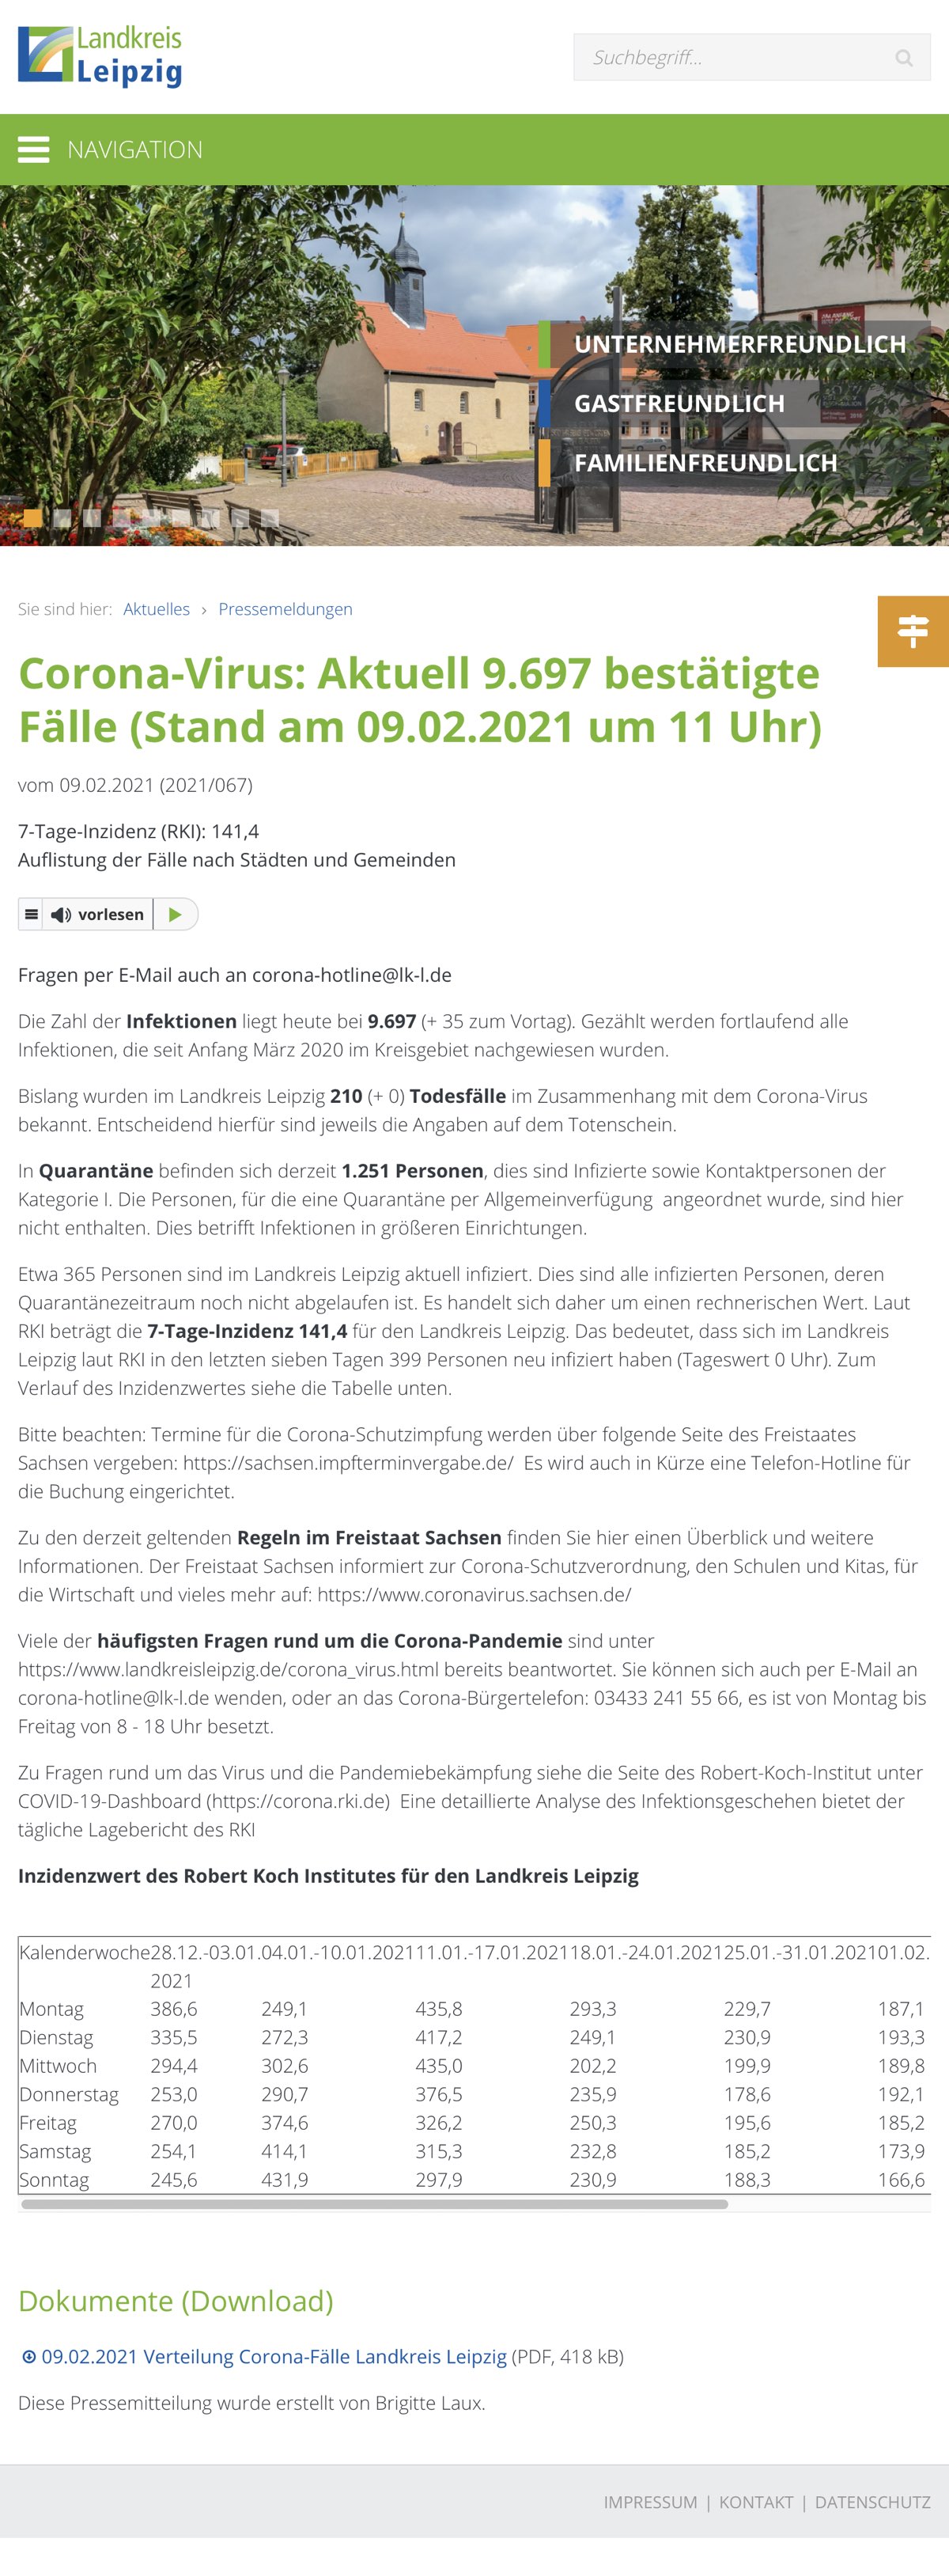 Landkreis
Leipzig
Suchbegriff...
NAVIGATION
UNTERNEHMERFREUNDLICH
GASTFREUNDLICH
FAMILIENFREUNDLICH
Sie sind hier: Aktuelles › Pressemeldungen
Corona-Virus: Aktuell 9.697 bestätigte
Fälle (Stand am 09.02.2021 um 11 Uhr)
vom 09.02.2021 (2021/067)
7-Tage-Inzidenz (RKI): 141,4
Auflistung der Fälle nach Städten und Gemeinden
vorlesen
Fragen per E-Mail auch an corona-hotline@lk-l.de
Die Zahl der Infektionen liegt heute bei 9.697 (+ 35 zum Vortag). Gezählt werden fortlaufend alle
Infektionen, die seit Anfang März 2020 im Kreisgebiet nachgewiesen wurden.
Bislang wurden im Landkreis Leipzig 210 (+ 0) Todesfälle im Zusammenhang mit dem Corona-Virus
bekannt. Entscheidend hierfür sind jeweils die Angaben auf dem Totenschein.
In Quarantäne befinden sich derzeit 1.251 Personen, dies sind Infizierte sowie Kontaktpersonen der
Kategorie I. Die Personen, für die eine Quarantäne per Allgemeinverfügung  angeordnet wurde, sind hier
nicht enthalten. Dies betrifft Infektionen in größeren Einrichtungen.
Etwa 365 Personen sind im Landkreis Leipzig aktuell infiziert. Dies sind alle infizierten Personen, deren
Quarantänezeitraum noch nicht abgelaufen ist. Es handelt sich daher um einen rechnerischen Wert. Laut
RKI beträgt die 7-Tage-Inzidenz 141,4 für den Landkreis Leipzig. Das bedeutet, dass sich im Landkreis
Leipzig laut RKI in den letzten sieben Tagen 399 Personen neu infiziert haben (Tageswert 0 Uhr). Zum
Verlauf des Inzidenzwertes siehe die Tabelle unten.
Bitte beachten: Termine für die Corona-Schutzimpfung werden über folgende Seite des Freistaates
Sachsen vergeben: https://sachsen.impfterminvergabe.de/  Es wird auch in Kürze eine Telefon-Hotline für
die Buchung eingerichtet.
Zu den derzeit geltenden Regeln im Freistaat Sachsen finden Sie hier einen Überblick und weitere
Informationen. Der Freistaat Sachsen informiert zur Corona-Schutzverordnung, den Schulen und Kitas, für
die Wirtschaft und vieles mehr auf: https://www.coronavirus.sachsen.de/
Viele der häufigsten Fragen rund um die Corona-Pandemie sind unter
https://www.landkreisleipzig.de/corona_virus.html bereits beantwortet. Sie können sich auch per E-Mail an
corona-hotline@lk-l.de wenden, oder an das Corona-Bürgertelefon: 03433 241 55 66, es ist von Montag bis
Freitag von 8 - 18 Uhr besetzt.
Zu Fragen rund um das Virus und die Pandemiebekämpfung siehe die Seite des Robert-Koch-Institut unter
COVID-19-Dashboard (https://corona.rki.de)  Eine detaillierte Analyse des Infektionsgeschehen bietet der
tägliche Lagebericht des RKI
Inzidenzwert des Robert Koch Institutes für den Landkreis Leipzig
Kalenderwoche 28.12.-03.01. 04.01.-10.01.2021 11.01.-17.01.2021 18.01.-24.01.2021 25.01.-31.01.2021 01.02.
2021
Montag 386,6 249,1 435,8 293,3 229,7 187,1
Dienstag 335,5 272,3 417,2 249,1 230,9 193,3
Mittwoch 294,4 302,6 435,0 202,2 199,9 189,8
Donnerstag 253,0 290,7 376,5 235,9 178,6 192,1
Freitag 270,0 374,6 326,2 250,3 195,6 185,2
Samstag 254,1 414,1 315,3 232,8 185,2 173,9
Sonntag 245,6 431,9 297,9 230,9 188,3 166,6
Dokumente (Download)
09.02.2021 Verteilung Corona-Fälle Landkreis Leipzig (PDF, 418 kB)
Diese Pressemitteilung wurde erstellt von Brigitte Laux.
IMPRESSUM | KONTAKT | DATENSCHUTZ